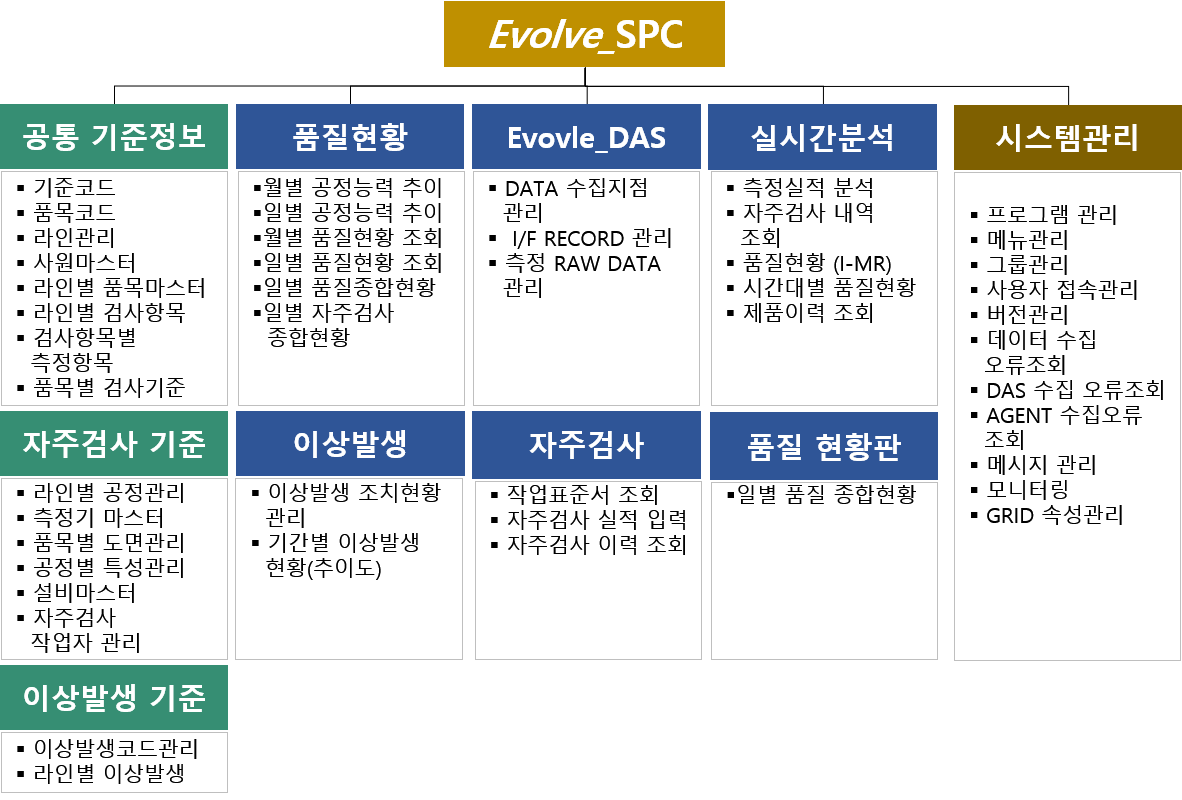 Evolve_SPC
공통 기준정보
▪ 기준코드
▪ 품목코드
▪ 라인관리
▪ 사원마스터
▪ 라인별 품목마스터
▪ 라인별 검사항목
▪ 검사항목별
측정항목
▪ 품목별 검사기준
품질현황
▪월별 공정능력 추이
▪일별 공정능력 추이
▪월별 품질현황 조회
▪일별 품질현황 조회
▪일별 품질종합현황
▪일별 자주검사
종합현황
Evovle_DAS
▪ DATA 수집지점
관리
▪ I/F RECORD 관리
▪ 측정 RAW DATA
관리
실시간분석
▪ 측정실적 분석
▪ 자주검사 내역
조회
▪ 품질현황 (I-MR)
▪ 시간대별 품질현황
▪ 제품이력 조회
시스템관리
▪ 프로그램 관리
▪ 메뉴관리
▪ 그룹관리
▪ 사용자 접속관리
▪ 버전관리
▪ 데이터 수집
오류조회
▪ DAS 수집 오류조회
▪ AGENT 수집오류
조회
▪ 메시지 관리
▪ 모니터링
▪ GRID 속성관리
자주검사 기준
▪ 라인별 공정관리
▪ 측정기 마스터
▪ 품목별 도면관리
▪ 공정별 특성관리
▪ 설비마스터
▪ 자주검사
작업자 관리
이상발생
▪ 이상발생 조치현황
관리
▪ 기간별 이상발생
현황(추이도)
자주검사
▪ 작업표준서 조회
▪ 자주검사 실적 입력
▪ 자주검사 이력 조회
품질 현황판
▪일별 품질 종합현황
이상발생 기준
▪ 이상발생코드관리
▪ 라인별 이상발생